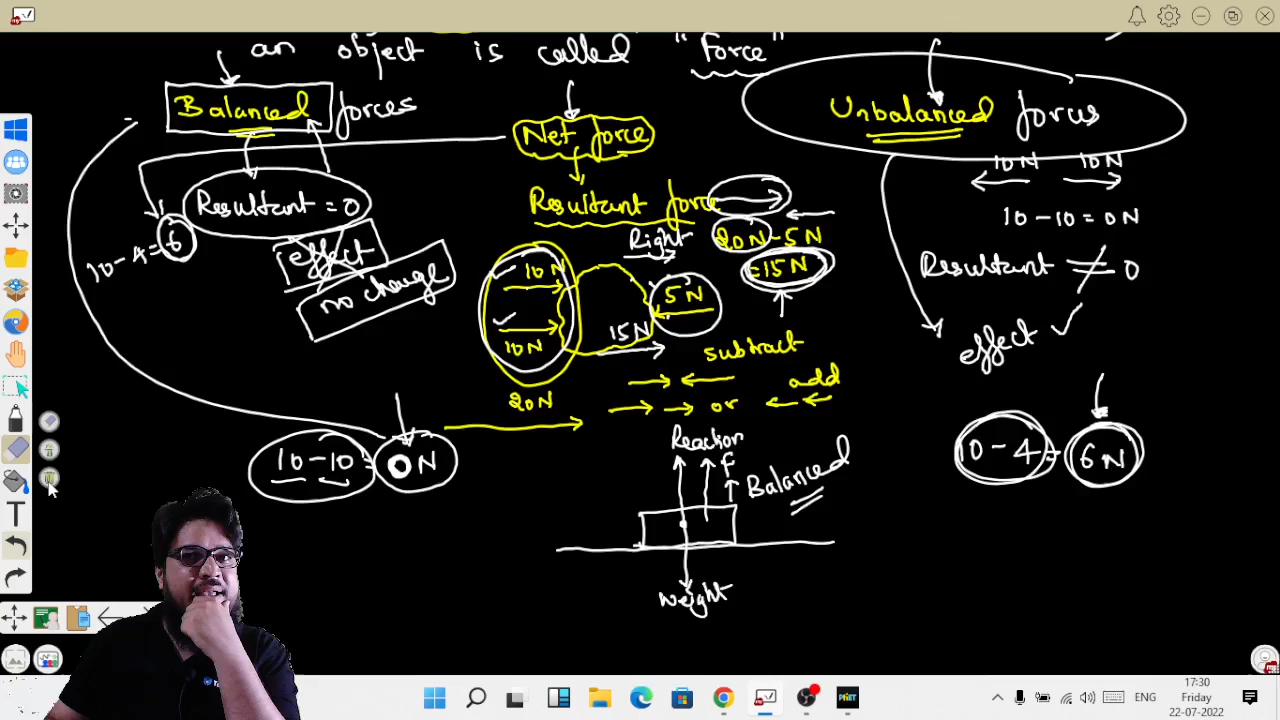 an object is called "Force"
Balanced forces
Net force
Unbalanced forces
10N 10N
10-10=0N
Resultant ≠ 0
effect ✓
Resultant = 0
10-4=6
effect
no change
Resultant force
Right
20N-5N
=15N
10N
10N
20N
5N
15N
subtract
add
or
10-10=0N
10-4=6N
Reaction
F
Balanced
Weight
ENG
17:30
Friday
22-07-2022